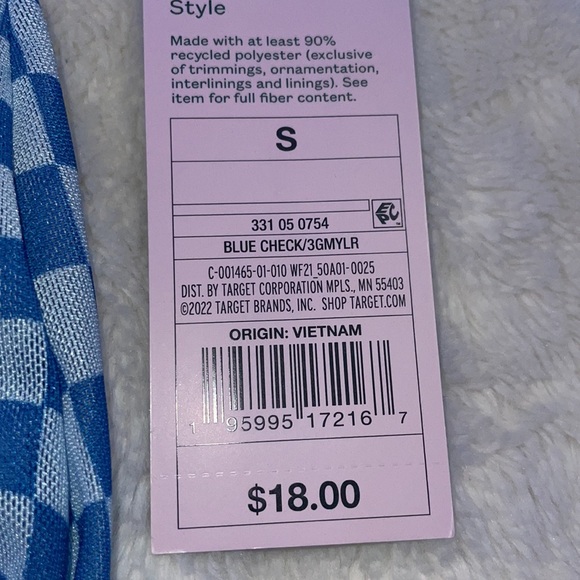 Style
Made with at least 90%
recycled polyester (exclusive
of trimmings, ornamentation,
interlinings and linings). See
item for full fiber content.
S
EPC
331 05 0754
BLUE CHECK/3GMYLR
C-001465-01-010 WF21_50A01-0025
DIST. BY TARGET CORPORATION MPLS., MN 55403
©2022 TARGET BRANDS, INC. SHOP TARGET.COM
ORIGIN: VIETNAM
1 95995 17216 7
$18.00